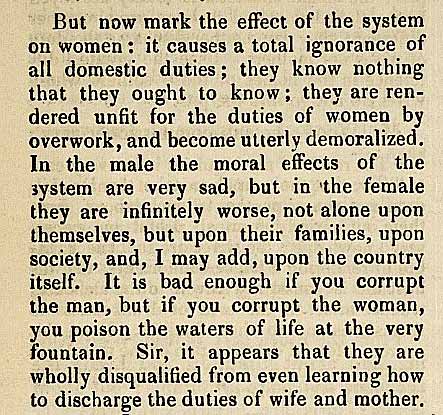 But now mark the effect of the system
on women: it causes a total ignorance of
all domestic duties; they know nothing
that they ought to know; they are ren-
dered unfit for the duties of women by
overwork, and become utterly demoralized.
In the male the moral effects of the
system are very sad, but in the female
they are infinitely worse, not alone upon
themselves, but upon their families, upon
society, and, I may add, upon the country
itself. It is bad enough if you corrupt
the man, but if you corrupt the woman,
you poison the waters of life at the very
fountain. Sir, it appears that they are
wholly disqualified from even learning how
to discharge the duties of wife and mother.